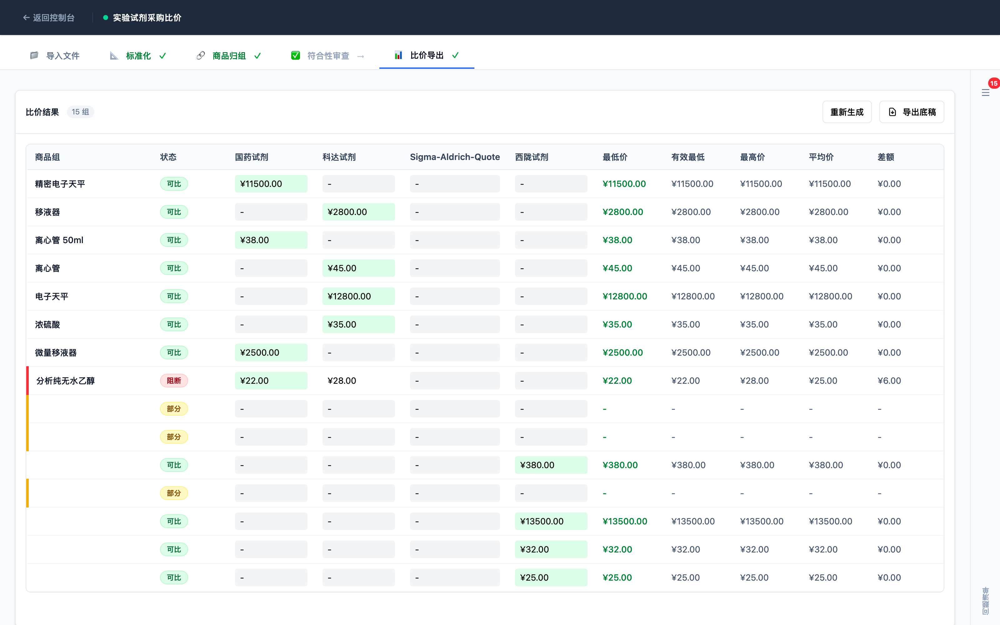 ← 返回控制台 实验试剂采购比价
导入文件 标准化 ✓ 商品归组 ✓ 符合性审查 → 比价导出 ✓
15
比价结果 15 组 重新生成 导出底稿
商品组 状态 国药试剂 科达试剂 Sigma-Aldrich-Quote 西陇试剂 最低价 有效最低 最高价 平均价 差额
精密电子天平 可比 ¥11500.00 - - - ¥11500.00 ¥11500.00 ¥11500.00 ¥11500.00 ¥0.00
移液器 可比 - ¥2800.00 - - ¥2800.00 ¥2800.00 ¥2800.00 ¥2800.00 ¥0.00
离心管 50ml 可比 ¥38.00 - - - ¥38.00 ¥38.00 ¥38.00 ¥38.00 ¥0.00
离心管 可比 - ¥45.00 - - ¥45.00 ¥45.00 ¥45.00 ¥45.00 ¥0.00
电子天平 可比 - ¥12800.00 - - ¥12800.00 ¥12800.00 ¥12800.00 ¥12800.00 ¥0.00
浓硫酸 可比 - ¥35.00 - - ¥35.00 ¥35.00 ¥35.00 ¥35.00 ¥0.00
微量移液器 可比 ¥2500.00 - - - ¥2500.00 ¥2500.00 ¥2500.00 ¥2500.00 ¥0.00
分析纯无水乙醇 阻断 ¥22.00 ¥28.00 - - ¥22.00 ¥22.00 ¥28.00 ¥25.00 ¥6.00
部分 - - - - - - - - -
部分 - - - - - - - - -
可比 - - - ¥380.00 ¥380.00 ¥380.00 ¥380.00 ¥380.00 ¥0.00
部分 - - - - - - - - -
可比 - - - ¥13500.00 ¥13500.00 ¥13500.00 ¥13500.00 ¥13500.00 ¥0.00
可比 - - - ¥32.00 ¥32.00 ¥32.00 ¥32.00 ¥32.00 ¥0.00
可比 - - - ¥25.00 ¥25.00 ¥25.00 ¥25.00 ¥25.00 ¥0.00
问题清单